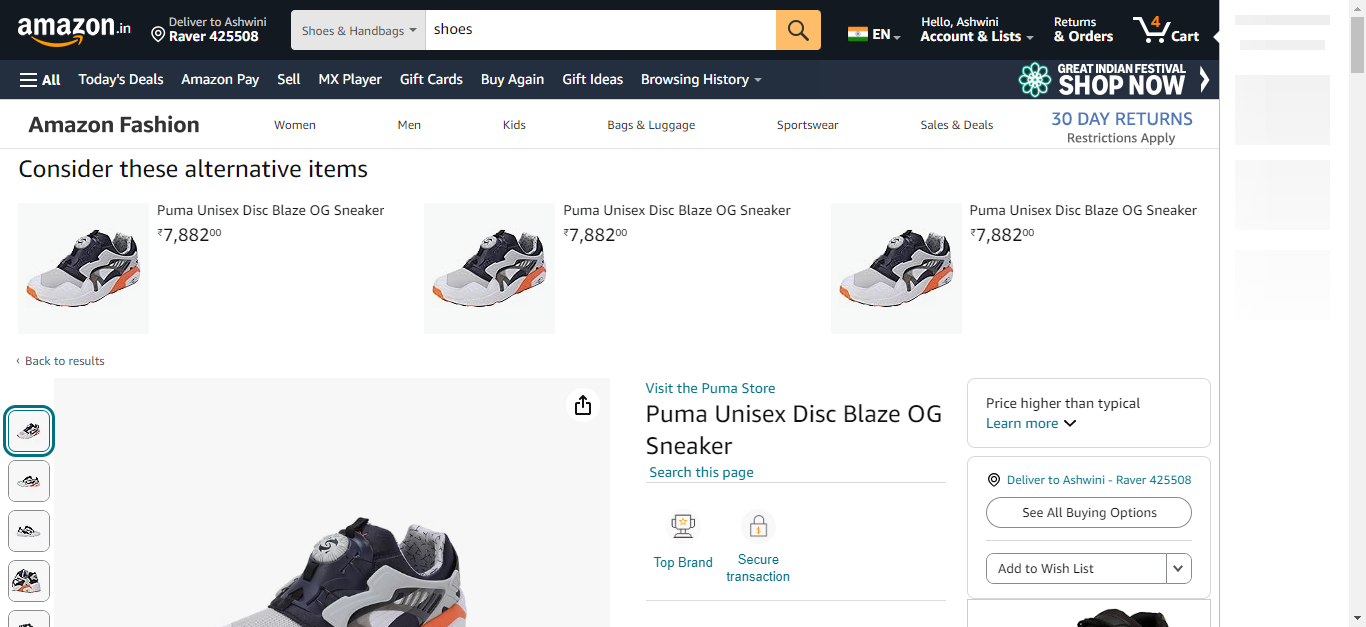 amazon.in
Deliver to Ashwini
Raver 425508
Shoes & Handbags
shoes
EN
Hello, Ashwini
Account & Lists
Returns
& Orders
4
Cart
All
Today's Deals
Amazon Pay
Sell
MX Player
Gift Cards
Buy Again
Gift Ideas
Browsing History
GREAT INDIAN FESTIVAL
SHOP NOW
Amazon Fashion
Women
Men
Kids
Bags & Luggage
Sportswear
Sales & Deals
30 DAY RETURNS
Restrictions Apply
Consider these alternative items
Puma Unisex Disc Blaze OG Sneaker
₹7,88200
Puma Unisex Disc Blaze OG Sneaker
₹7,88200
Puma Unisex Disc Blaze OG Sneaker
₹7,88200
‹ Back to results
Visit the Puma Store
Puma Unisex Disc Blaze OG
Sneaker
Search this page
Top Brand
Secure
transaction
Price higher than typical
Learn more
Deliver to Ashwini - Raver 425508
See All Buying Options
Add to Wish List